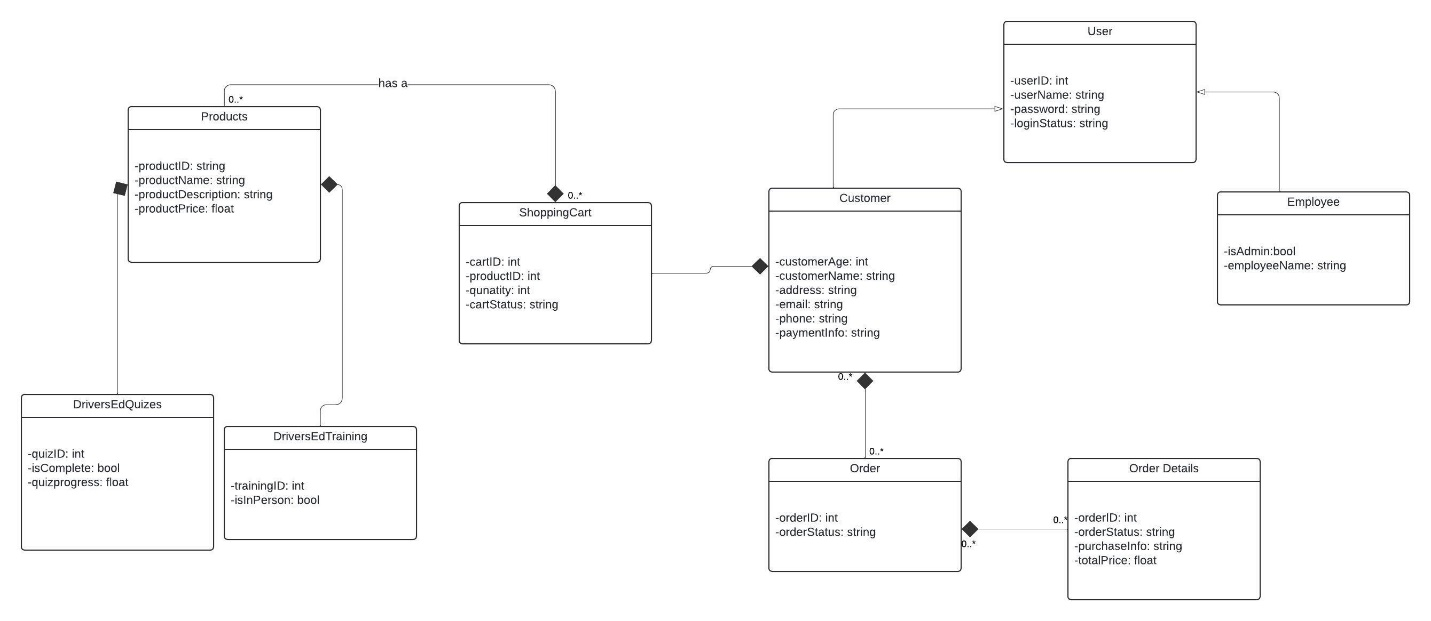 User
-userID: int
-userName: string
-password: string
-loginStatus: string
has a
0..*
Products
-productID: string
-productName: string
-productDescription: string
-productPrice: float
0..*
ShoppingCart
-cartID: int
-productID: int
-qunatity: int
-cartStatus: string
Customer
-customerAge: int
-customerName: string
-address: string
-email: string
-phone: string
-paymentInfo: string
0..*
Employee
-isAdmin:bool
-employeeName: string
DriversEdQuizes
-quizID: int
-isComplete: bool
-quizprogress: float
DriversEdTraining
-trainingID: int
-isInPerson: bool
0..*
Order
-orderID: int
-orderStatus: string
0..*
0..*
Order Details
-orderID: int
-orderStatus: string
-purchaseInfo: string
-totalPrice: float